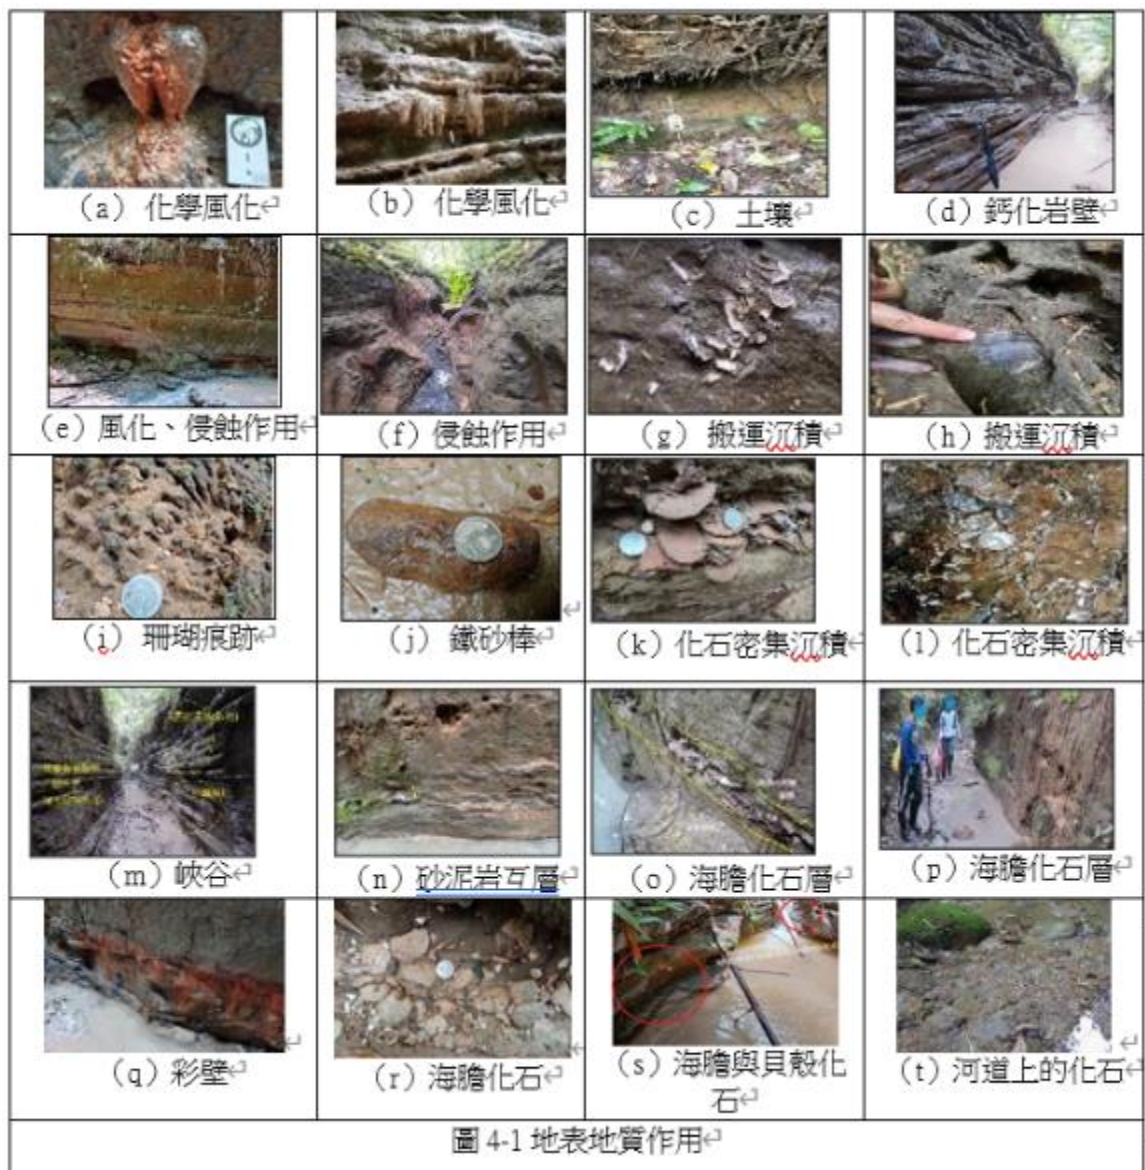 （a） 化學風化
（b） 化學風化
（c） 土壤
（d）鈣化岩壁
（e）風化、侵蝕作用
（f）侵蝕作用
（g） 搬運沉積
（h）搬運沉積
（i） 珊瑚痕跡
（j） 鐵砂棒
（k）化石密集沉積
（l）化石密集沉積
（m）峽谷
（n）砂泥岩互層
（o）海膽化石層
（p）海膽化石層
（q）彩壁
（r）海膽化石
（s）海膽與貝殼化
石
（t）河道上的化石
圖 4-1 地表地質作用